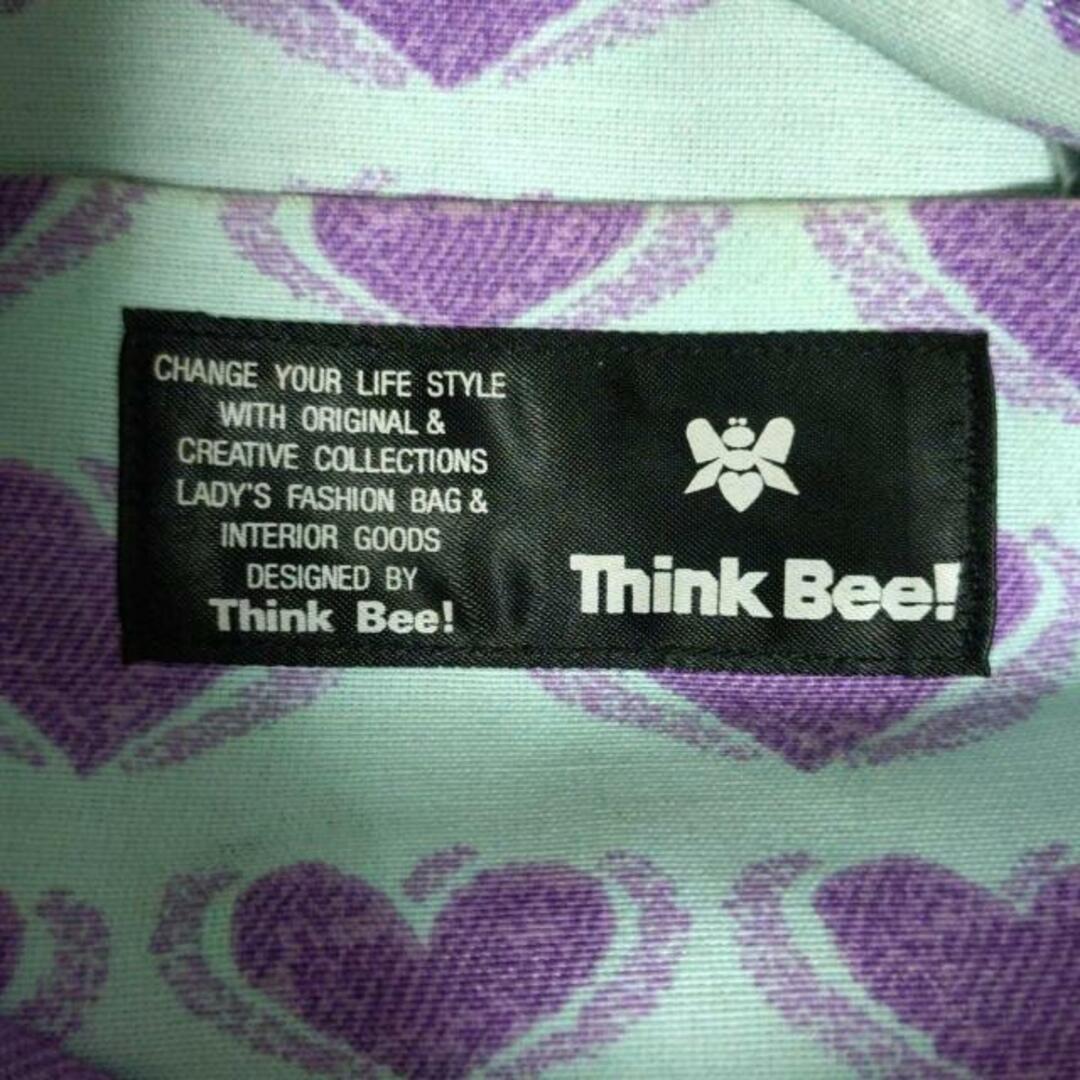 CHANGE YOUR LIFE STYLE
WITH ORIGINAL &
CREATIVE COLLECTIONS
LADY'S FASHION BAG &
INTERIOR GOODS
DESIGNED BY
Think Bee!
Think Bee!